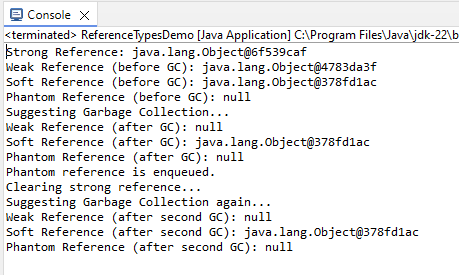 Console
<terminated> ReferenceTypesDemo [Java Application] C:\Program Files\Java\jdk-22\b
Strong Reference: java.lang.Object@6f539caf
Weak Reference (before GC): java.lang.Object@4783da3f
Soft Reference (before GC): java.lang.Object@378fd1ac
Phantom Reference (before GC): null
Suggesting Garbage Collection...
Weak Reference (after GC): null
Soft Reference (after GC): java.lang.Object@378fd1ac
Phantom Reference (after GC): null
Phantom reference is enqueued.
Clearing strong reference...
Suggesting Garbage Collection again...
Weak Reference (after second GC): null
Soft Reference (after second GC): java.lang.Object@378fd1ac
Phantom Reference (after second GC): null